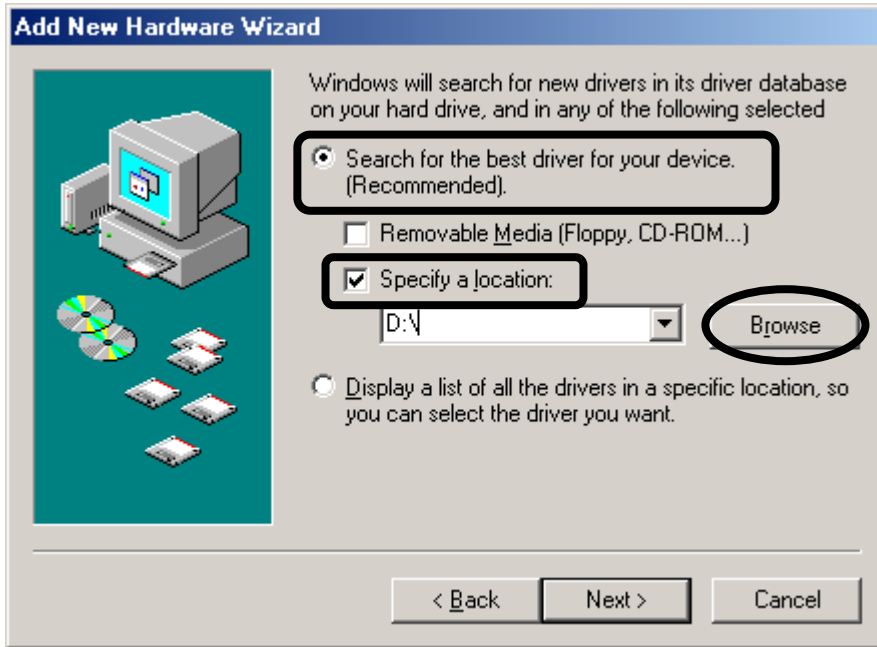 Add New Hardware Wizard
Windows will search for new drivers in its driver database
on your hard drive, and in any of the following selected
Search for the best driver for your device.
(Recommended).
Removable Media (Floppy, CD-ROM...)
Specify a location:
D:\
Browse
Display a list of all the drivers in a specific location, so
you can select the driver you want.
< Back
Next >
Cancel